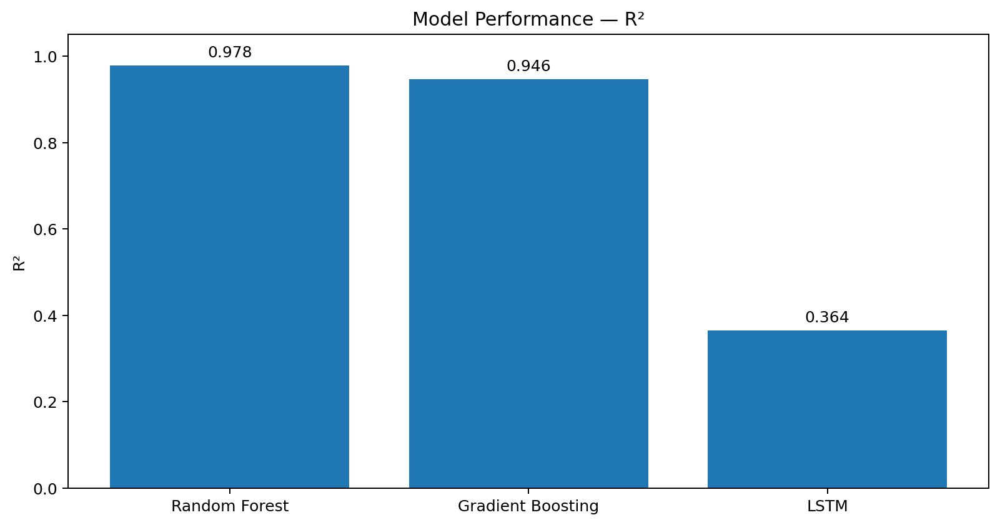 Model Performance — R²
0.978
0.946
0.364
1.0
0.8
0.6
0.4
0.2
0.0
R²
Random Forest
Gradient Boosting
LSTM